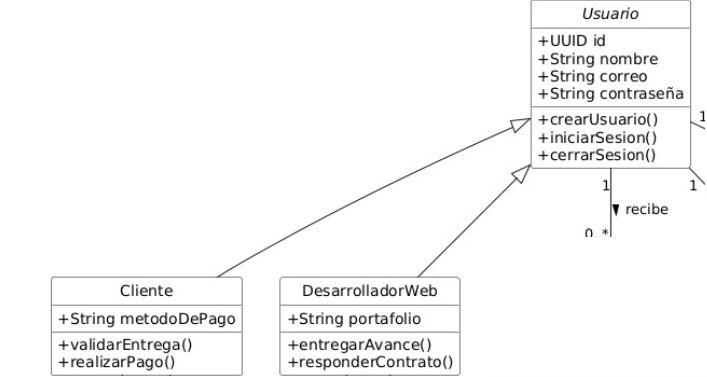 Usuario
+UUID id
+String nombre
+String correo
+String contraseña
+crearUsuario()
+iniciarSesion()
+cerrarSesion()
1
1
1
recibe
0..*
Cliente
+String metodoDePago
+validarEntrega()
+realizarPago()
DesarrolladorWeb
+String portafolio
+entregarAvance()
+responderContrato()